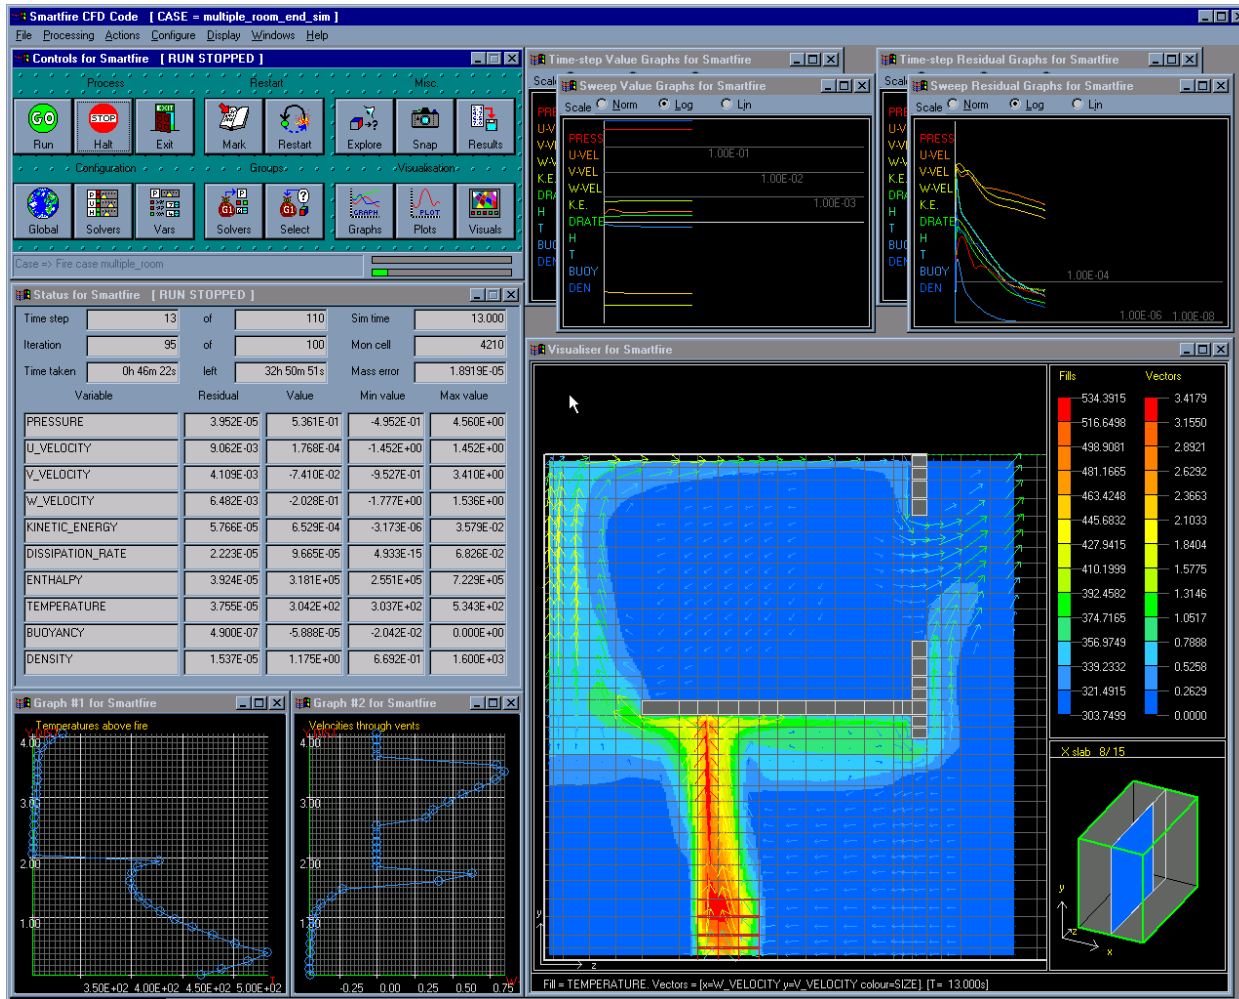 Smartfire CFD Code [ CASE = multiple_room_end_sim ]
File Processing Actions Configure Display Windows Help
Controls for Smartfire [ RUN STOPPED ]
Process Restart Misc.
GO STOP EXIT
Run Halt Exit Mark Restart Explore Snap Results
Configuration Groups Visualisation
Global Solvers Vars Solvers Select Graphs Plots Visuals
Case => Fire case multiple_room
Time-step Value Graphs for Smartfire
Sweep Value Graphs for Smartfire
Scale Norm Log Lin
PRESS
U-VEL
V-VEL
W-VEL
K.E.
DRATE
H
T
BUOY
DEN
1.00E-01
1.00E-02
1.00E-03
Time-step Residual Graphs for Smartfire
Sweep Residual Graphs for Smartfire
Scale Norm Log Lin
PRESS
U-VEL
V-VEL
W-VEL
K.E.
DRATE
H
T
BUOY
DEN
1.00E-04
1.00E-06 1.00E-08
Status for Smartfire [ RUN STOPPED ]
Time step 13 of 110 Sim time 13.000
Iteration 95 of 100 Mon cell 4210
Time taken 0h 46m 22s left 32h 50m 51s Mass error 1.8919E-05
Variable Residual Value Min value Max value
PRESSURE 3.952E-05 5.361E-01 -4.952E-01 4.560E+00
U_VELOCITY 9.062E-03 1.768E-04 -1.452E+00 1.452E+00
V_VELOCITY 4.109E-03 -7.410E-02 -9.527E-01 3.410E+00
W_VELOCITY 6.482E-03 -2.028E-01 -1.777E+00 1.536E+00
KINETIC_ENERGY 5.766E-05 6.529E-04 -3.173E-06 3.579E-02
DISSIPATION_RATE 2.223E-05 9.665E-05 4.933E-15 6.826E-02
ENTHALPY 3.924E-05 3.181E+05 2.551E+05 7.229E+05
TEMPERATURE 3.755E-05 3.042E+02 3.037E+02 5.343E+02
BUOYANCY 4.900E-07 -5.888E-05 -2.042E-02 0.000E+00
DENSITY 1.537E-05 1.175E+00 6.692E-01 1.600E+03
Graph #1 for Smartfire
Temperatures above fire
4.00
3.00
2.00
1.00
3.50E+02 4.00E+02 4.50E+02 5.00E+02
T
Graph #2 for Smartfire
Velocities through vents
4.00
3.00
2.00
1.00
-0.25 0.00 0.25 0.50 0.75
W
Visualiser for Smartfire
Fills Vectors
534.3915 3.4179
516.6498 3.1550
498.9081 2.8921
481.1665 2.6292
463.4248 2.3663
445.6832 2.1033
427.9415 1.8404
410.1999 1.5775
392.4582 1.3146
374.7165 1.0517
356.9749 0.7888
339.2332 0.5258
321.4915 0.2629
303.7499 0.0000
X slab 8/15
y
z
x
y
z
Fill = TEMPERATURE. Vectors = [x=W_VELOCITY y=V_VELOCITY colour=SIZE]. [T= 13.000s]